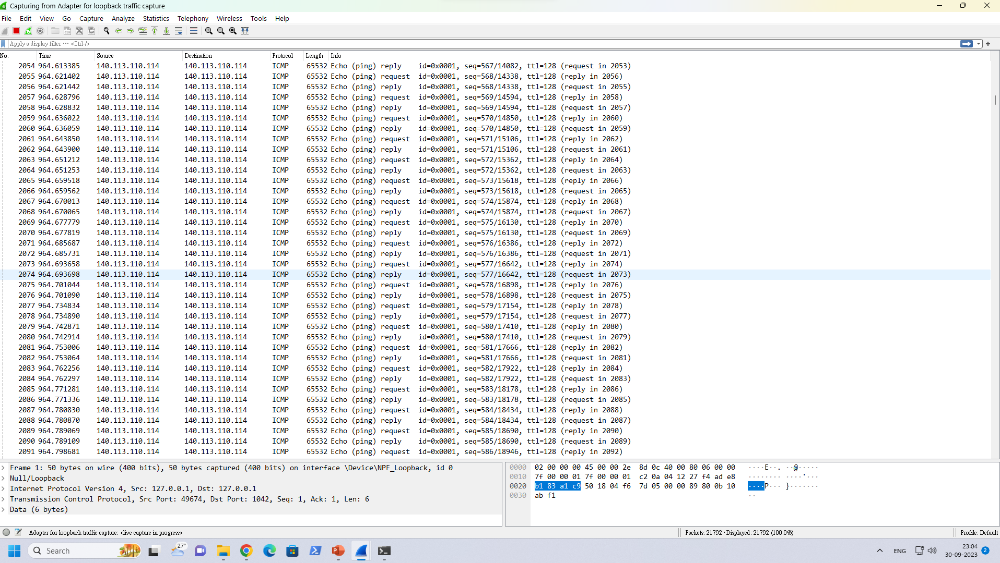 Capturing from Adapter for loopback traffic capture
File Edit View Go Capture Analyze Statistics Telephony Wireless Tools Help
Apply a display filter … <Ctrl-/>
No. Time Source Destination Protocol Length Info
2054 964.613385 140.113.110.114 140.113.110.114 ICMP 65532 Echo (ping) reply id=0x0001, seq=567/14082, ttl=128 (request in 2053)
2055 964.621402 140.113.110.114 140.113.110.114 ICMP 65532 Echo (ping) request id=0x0001, seq=568/14338, ttl=128 (reply in 2056)
2056 964.621442 140.113.110.114 140.113.110.114 ICMP 65532 Echo (ping) reply id=0x0001, seq=568/14338, ttl=128 (request in 2055)
2057 964.628796 140.113.110.114 140.113.110.114 ICMP 65532 Echo (ping) request id=0x0001, seq=569/14594, ttl=128 (reply in 2058)
2058 964.628832 140.113.110.114 140.113.110.114 ICMP 65532 Echo (ping) reply id=0x0001, seq=569/14594, ttl=128 (request in 2057)
2059 964.636022 140.113.110.114 140.113.110.114 ICMP 65532 Echo (ping) request id=0x0001, seq=570/14850, ttl=128 (reply in 2060)
2060 964.636059 140.113.110.114 140.113.110.114 ICMP 65532 Echo (ping) reply id=0x0001, seq=570/14850, ttl=128 (request in 2059)
2061 964.643850 140.113.110.114 140.113.110.114 ICMP 65532 Echo (ping) request id=0x0001, seq=571/15106, ttl=128 (reply in 2062)
2062 964.643900 140.113.110.114 140.113.110.114 ICMP 65532 Echo (ping) reply id=0x0001, seq=571/15106, ttl=128 (request in 2061)
2063 964.651212 140.113.110.114 140.113.110.114 ICMP 65532 Echo (ping) request id=0x0001, seq=572/15362, ttl=128 (reply in 2064)
2064 964.651253 140.113.110.114 140.113.110.114 ICMP 65532 Echo (ping) reply id=0x0001, seq=572/15362, ttl=128 (request in 2063)
2065 964.659518 140.113.110.114 140.113.110.114 ICMP 65532 Echo (ping) request id=0x0001, seq=573/15618, ttl=128 (reply in 2066)
2066 964.659562 140.113.110.114 140.113.110.114 ICMP 65532 Echo (ping) reply id=0x0001, seq=573/15618, ttl=128 (request in 2065)
2067 964.670013 140.113.110.114 140.113.110.114 ICMP 65532 Echo (ping) request id=0x0001, seq=574/15874, ttl=128 (reply in 2068)
2068 964.670065 140.113.110.114 140.113.110.114 ICMP 65532 Echo (ping) reply id=0x0001, seq=574/15874, ttl=128 (request in 2067)
2069 964.677779 140.113.110.114 140.113.110.114 ICMP 65532 Echo (ping) request id=0x0001, seq=575/16130, ttl=128 (reply in 2070)
2070 964.677819 140.113.110.114 140.113.110.114 ICMP 65532 Echo (ping) reply id=0x0001, seq=575/16130, ttl=128 (request in 2069)
2071 964.685687 140.113.110.114 140.113.110.114 ICMP 65532 Echo (ping) request id=0x0001, seq=576/16386, ttl=128 (reply in 2072)
2072 964.685731 140.113.110.114 140.113.110.114 ICMP 65532 Echo (ping) reply id=0x0001, seq=576/16386, ttl=128 (request in 2071)
2073 964.693658 140.113.110.114 140.113.110.114 ICMP 65532 Echo (ping) request id=0x0001, seq=577/16642, ttl=128 (reply in 2074)
2074 964.693698 140.113.110.114 140.113.110.114 ICMP 65532 Echo (ping) reply id=0x0001, seq=577/16642, ttl=128 (request in 2073)
2075 964.701044 140.113.110.114 140.113.110.114 ICMP 65532 Echo (ping) request id=0x0001, seq=578/16898, ttl=128 (reply in 2076)
2076 964.701090 140.113.110.114 140.113.110.114 ICMP 65532 Echo (ping) reply id=0x0001, seq=578/16898, ttl=128 (request in 2075)
2077 964.734834 140.113.110.114 140.113.110.114 ICMP 65532 Echo (ping) request id=0x0001, seq=579/17154, ttl=128 (reply in 2078)
2078 964.734890 140.113.110.114 140.113.110.114 ICMP 65532 Echo (ping) reply id=0x0001, seq=579/17154, ttl=128 (request in 2077)
2079 964.742871 140.113.110.114 140.113.110.114 ICMP 65532 Echo (ping) request id=0x0001, seq=580/17410, ttl=128 (reply in 2080)
2080 964.742914 140.113.110.114 140.113.110.114 ICMP 65532 Echo (ping) reply id=0x0001, seq=580/17410, ttl=128 (request in 2079)
2081 964.753006 140.113.110.114 140.113.110.114 ICMP 65532 Echo (ping) request id=0x0001, seq=581/17666, ttl=128 (reply in 2082)
2082 964.753064 140.113.110.114 140.113.110.114 ICMP 65532 Echo (ping) reply id=0x0001, seq=581/17666, ttl=128 (request in 2081)
2083 964.762256 140.113.110.114 140.113.110.114 ICMP 65532 Echo (ping) request id=0x0001, seq=582/17922, ttl=128 (reply in 2084)
2084 964.762297 140.113.110.114 140.113.110.114 ICMP 65532 Echo (ping) reply id=0x0001, seq=582/17922, ttl=128 (request in 2083)
2085 964.771281 140.113.110.114 140.113.110.114 ICMP 65532 Echo (ping) request id=0x0001, seq=583/18178, ttl=128 (reply in 2086)
2086 964.771336 140.113.110.114 140.113.110.114 ICMP 65532 Echo (ping) reply id=0x0001, seq=583/18178, ttl=128 (request in 2085)
2087 964.780830 140.113.110.114 140.113.110.114 ICMP 65532 Echo (ping) request id=0x0001, seq=584/18434, ttl=128 (reply in 2088)
2088 964.780870 140.113.110.114 140.113.110.114 ICMP 65532 Echo (ping) reply id=0x0001, seq=584/18434, ttl=128 (request in 2087)
2089 964.789069 140.113.110.114 140.113.110.114 ICMP 65532 Echo (ping) request id=0x0001, seq=585/18690, ttl=128 (reply in 2090)
2090 964.789109 140.113.110.114 140.113.110.114 ICMP 65532 Echo (ping) reply id=0x0001, seq=585/18690, ttl=128 (request in 2089)
2091 964.798681 140.113.110.114 140.113.110.114 ICMP 65532 Echo (ping) request id=0x0001, seq=586/18946, ttl=128 (reply in 2092)
Frame 1: 50 bytes on wire (400 bits), 50 bytes captured (400 bits) on interface \Device\NPF_Loopback, id 0
Null/Loopback
Internet Protocol Version 4, Src: 127.0.0.1, Dst: 127.0.0.1
Transmission Control Protocol, Src Port: 49674, Dst Port: 1042, Seq: 1, Ack: 1, Len: 6
Data (6 bytes)
0000 02 00 00 00 45 00 00 2e 8d 0c 40 00 80 06 00 00 ····E··. ··@·····
0010 7f 00 00 01 7f 00 00 01 c2 0a 04 12 27 f4 ad e8 ········ ····'···
0020 b1 83 a1 c9 50 18 04 f6 7d 05 00 00 89 80 0b 10 ····P··· }·······
0030 ab f1 ··
Adapter for loopback traffic capture: <live capture in progress>
Packets: 21792 · Displayed: 21792 (100.0%)
Profile: Default
Search
27°
ENG
23:04
30-09-2023
2